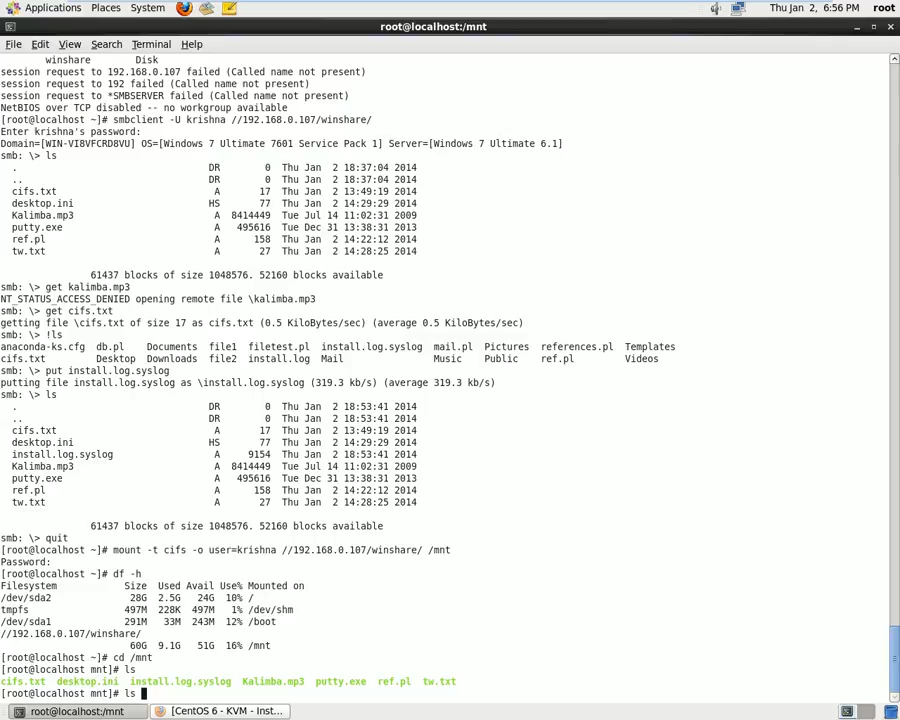 Applications Places System Thu Jan 2, 6:56 PM root
root@localhost:/mnt
File Edit View Search Terminal Help
winshare Disk
session request to 192.168.0.107 failed (Called name not present)
session request to 192 failed (Called name not present)
session request to *SMBSERVER failed (Called name not present)
NetBIOS over TCP disabled -- no workgroup available
[root@localhost ~]# smbclient -U krishna //192.168.0.107/winshare/
Enter krishna's password:
Domain=[WIN-VI8VFCRD8VU] OS=[Windows 7 Ultimate 7601 Service Pack 1] Server=[Windows 7 Ultimate 6.1]
smb: \> ls
. DR 0 Thu Jan 2 18:37:04 2014
.. DR 0 Thu Jan 2 18:37:04 2014
cifs.txt A 17 Thu Jan 2 13:49:19 2014
desktop.ini HS 77 Thu Jan 2 14:29:29 2014
Kalimba.mp3 A 8414449 Tue Jul 14 11:02:31 2009
putty.exe A 495616 Tue Dec 31 13:38:31 2013
ref.pl A 158 Thu Jan 2 14:22:12 2014
tw.txt A 27 Thu Jan 2 14:28:25 2014
61437 blocks of size 1048576. 52160 blocks available
smb: \> get kalimba.mp3
NT_STATUS_ACCESS_DENIED opening remote file \kalimba.mp3
smb: \> get cifs.txt
getting file \cifs.txt of size 17 as cifs.txt (0.5 KiloBytes/sec) (average 0.5 KiloBytes/sec)
smb: \> !ls
anaconda-ks.cfg db.pl Documents file1 filetest.pl install.log.syslog mail.pl Pictures references.pl Templates
cifs.txt Desktop Downloads file2 install.log Mail Music Public ref.pl Videos
smb: \> put install.log.syslog
putting file install.log.syslog as \install.log.syslog (319.3 kb/s) (average 319.3 kb/s)
smb: \> ls
. DR 0 Thu Jan 2 18:53:41 2014
.. DR 0 Thu Jan 2 18:53:41 2014
cifs.txt A 17 Thu Jan 2 13:49:19 2014
desktop.ini HS 77 Thu Jan 2 14:29:29 2014
install.log.syslog A 9154 Thu Jan 2 18:53:41 2014
Kalimba.mp3 A 8414449 Tue Jul 14 11:02:31 2009
putty.exe A 495616 Tue Dec 31 13:38:31 2013
ref.pl A 158 Thu Jan 2 14:22:12 2014
tw.txt A 27 Thu Jan 2 14:28:25 2014
61437 blocks of size 1048576. 52160 blocks available
smb: \> quit
[root@localhost ~]# mount -t cifs -o user=krishna //192.168.0.107/winshare/ /mnt
Password:
[root@localhost ~]# df -h
Filesystem Size Used Avail Use% Mounted on
/dev/sda2 28G 2.5G 24G 10% /
tmpfs 497M 228K 497M 1% /dev/shm
/dev/sda1 291M 33M 243M 12% /boot
//192.168.0.107/winshare/
60G 9.1G 51G 16% /mnt
[root@localhost ~]# cd /mnt
[root@localhost mnt]# ls
cifs.txt desktop.ini install.log.syslog Kalimba.mp3 putty.exe ref.pl tw.txt
[root@localhost mnt]# ls
root@localhost:/mnt [CentOS 6 - KVM - Inst...